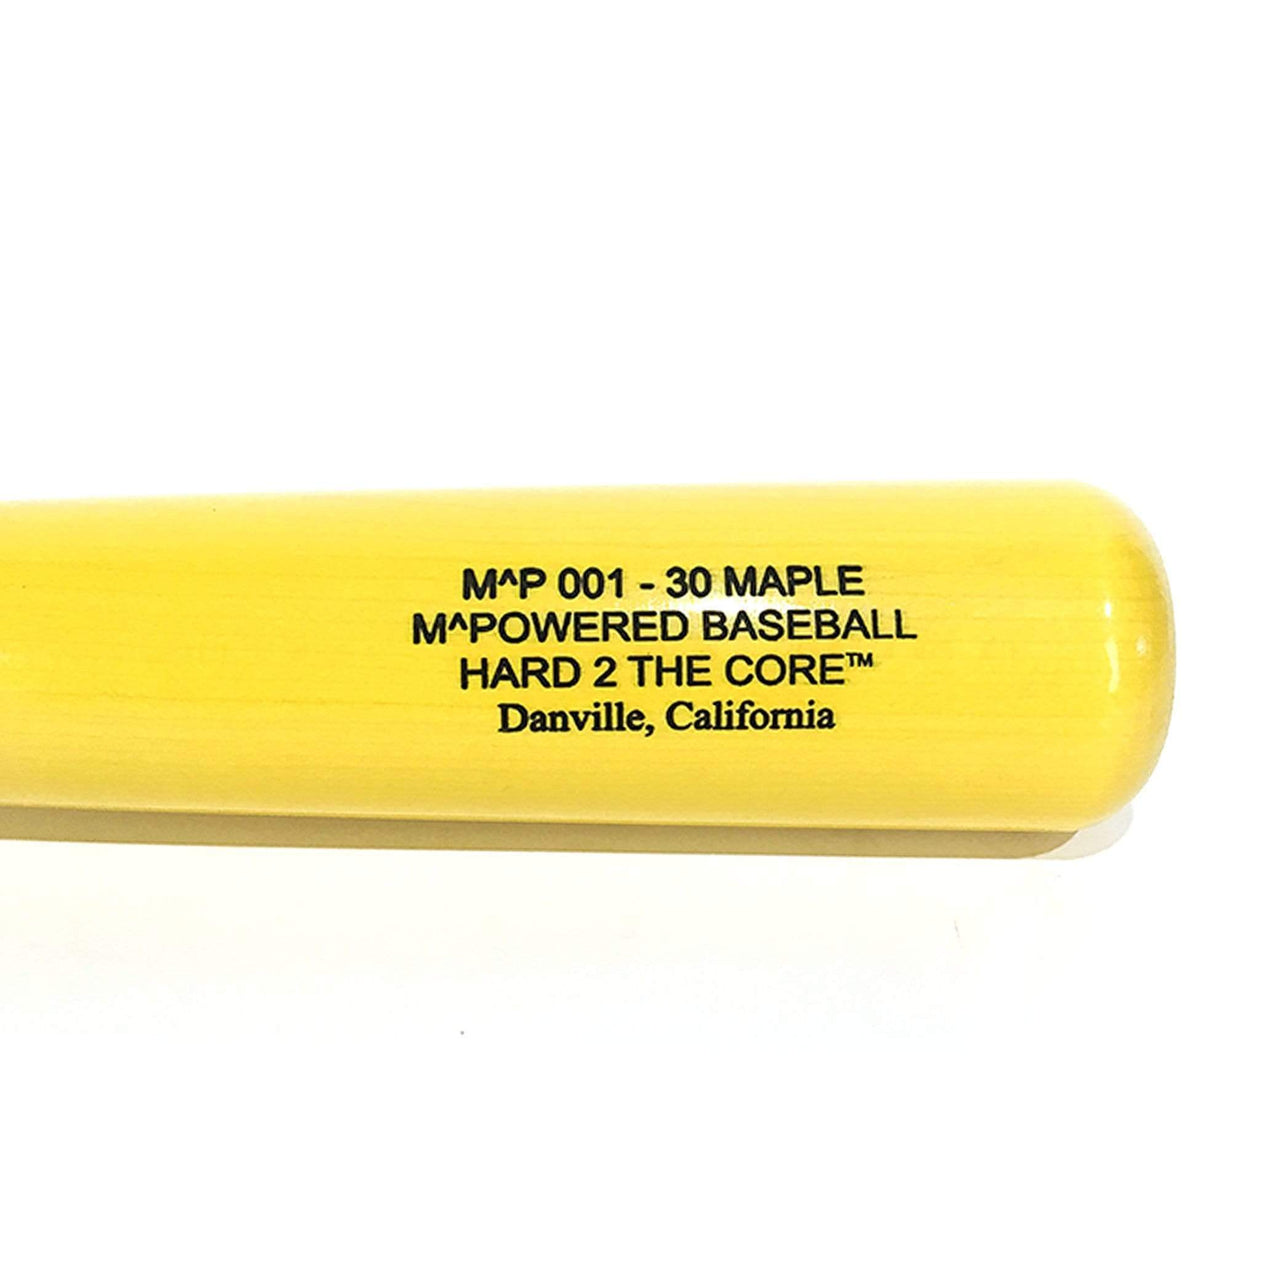 M^P 001 - 30 MAPLE
M^POWERED BASEBALL
HARD 2 THE CORE™
Danville, California